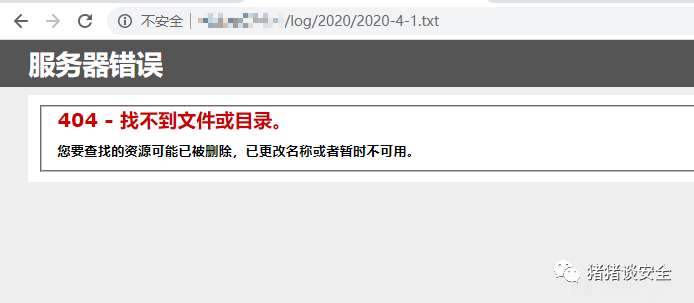 不安全 | /log/2020/2020-4-1.txt
服务器错误
404 - 找不到文件或目录。
您要查找的资源可能已被删除，已更改名称或者暂时不可用。
猪猪谈安全